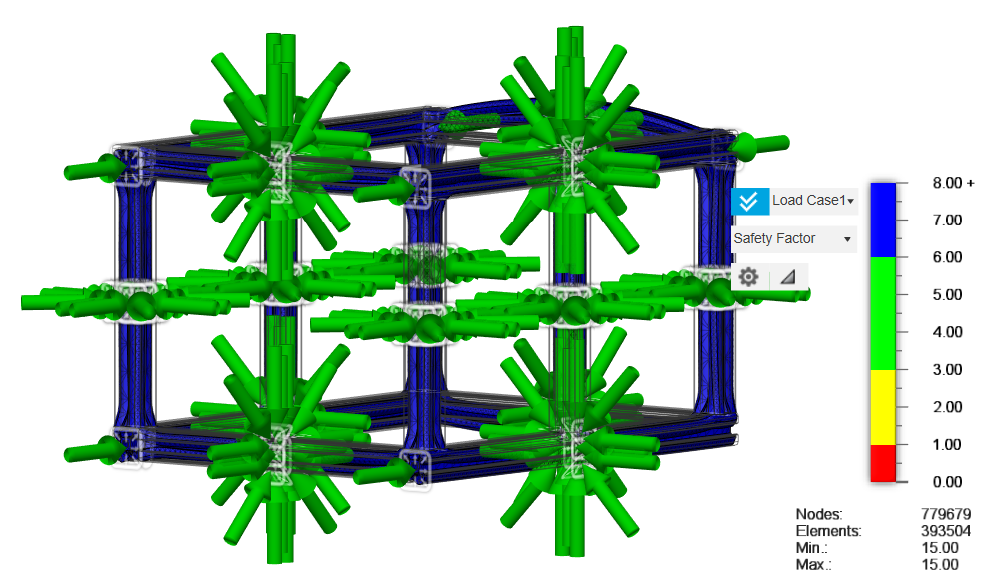 Load Case1
Safety Factor
8.00 +
7.00
6.00
5.00
4.00
3.00
2.00
1.00
0.00
Nodes: 779679
Elements: 393504
Min.: 15.00
Max.: 15.00